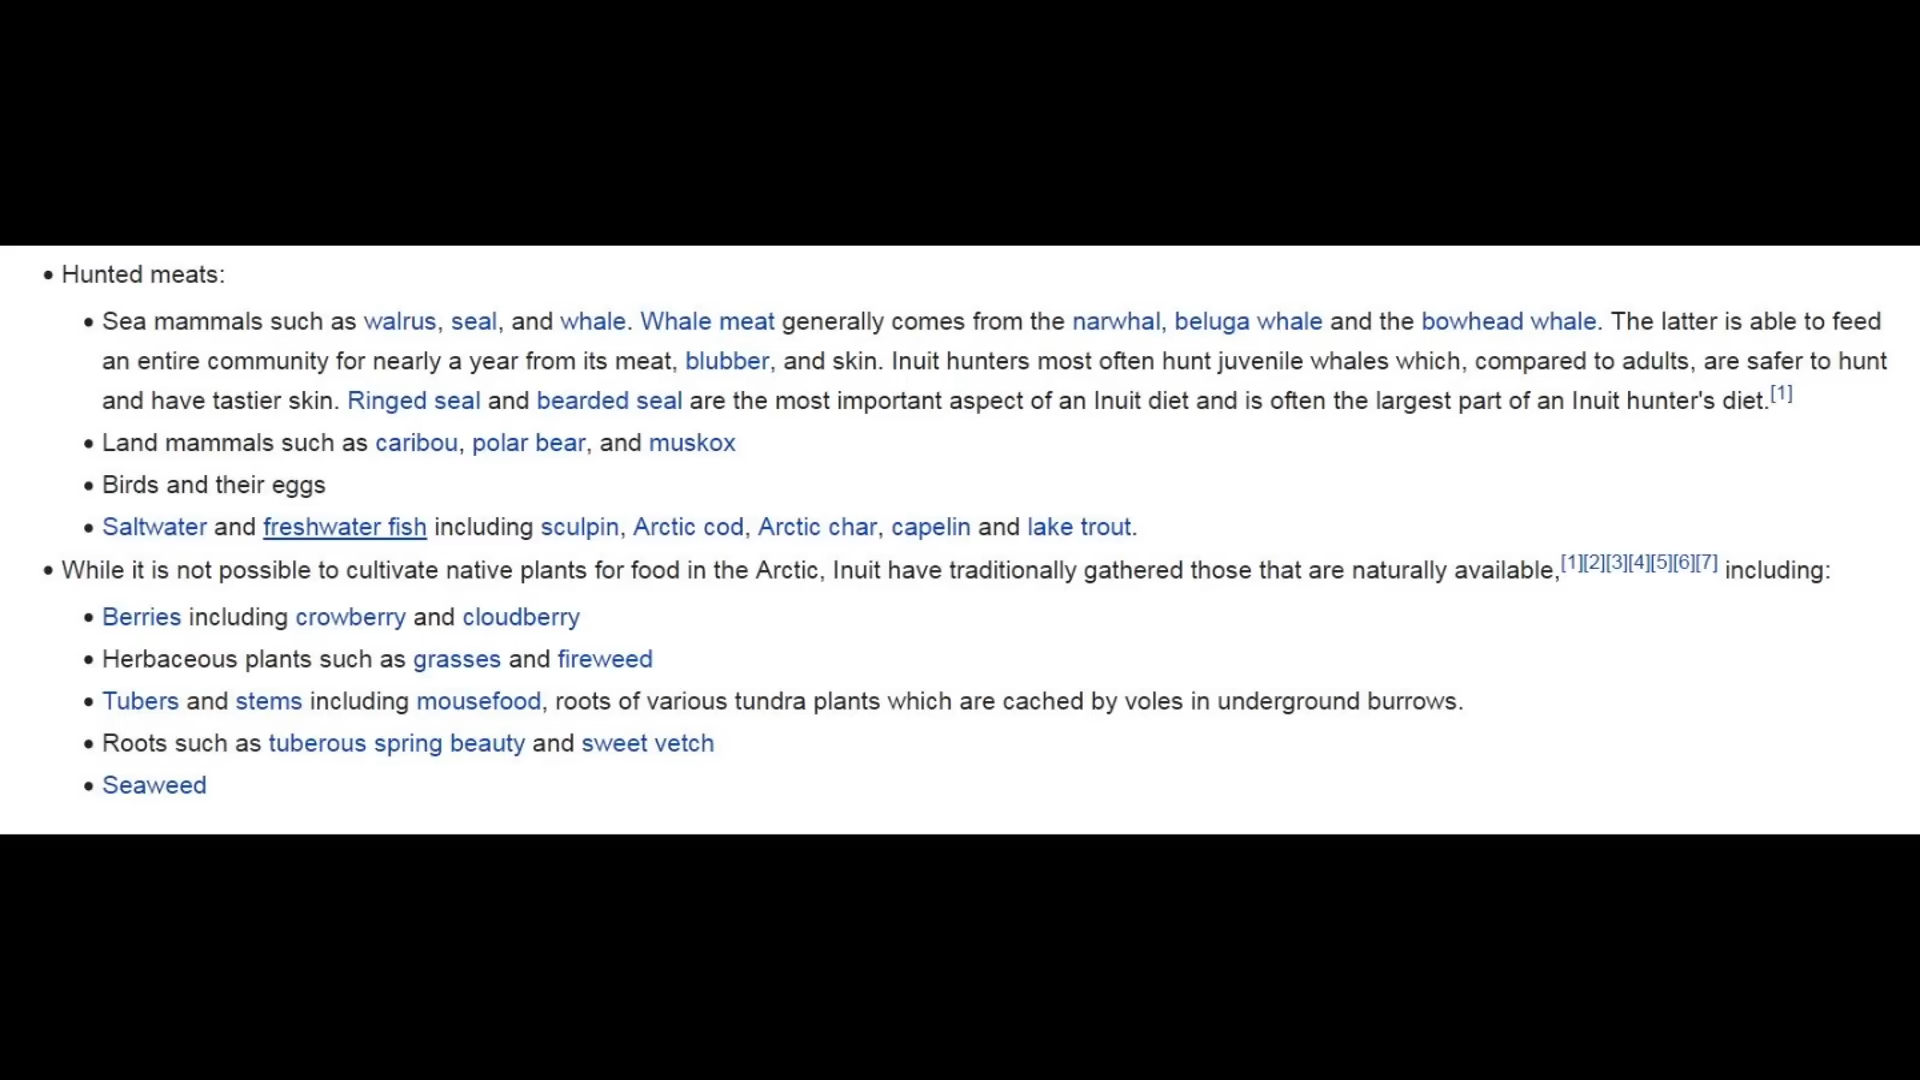 • Hunted meats:
• Sea mammals such as walrus, seal, and whale. Whale meat generally comes from the narwhal, beluga whale and the bowhead whale. The latter is able to feed
an entire community for nearly a year from its meat, blubber, and skin. Inuit hunters most often hunt juvenile whales which, compared to adults, are safer to hunt
and have tastier skin. Ringed seal and bearded seal are the most important aspect of an Inuit diet and is often the largest part of an Inuit hunter's diet.[1]
• Land mammals such as caribou, polar bear, and muskox
• Birds and their eggs
• Saltwater and freshwater fish including sculpin, Arctic cod, Arctic char, capelin and lake trout.
• While it is not possible to cultivate native plants for food in the Arctic, Inuit have traditionally gathered those that are naturally available,[1][2][3][4][5][6][7] including:
• Berries including crowberry and cloudberry
• Herbaceous plants such as grasses and fireweed
• Tubers and stems including mousefood, roots of various tundra plants which are cached by voles in underground burrows.
• Roots such as tuberous spring beauty and sweet vetch
• Seaweed